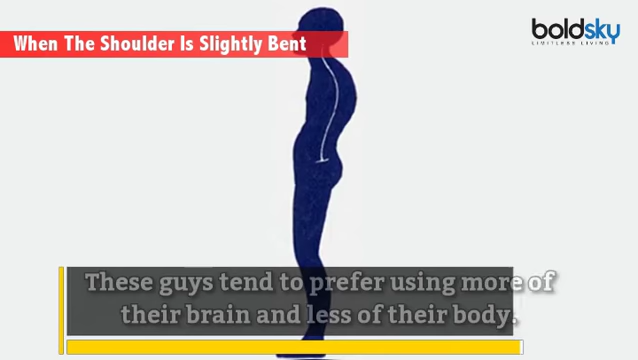 When The Shoulder Is Slightly Bent
boldsky
LIMITLESS LIVING
These guys tend to prefer using more of
their brain and less of their body.